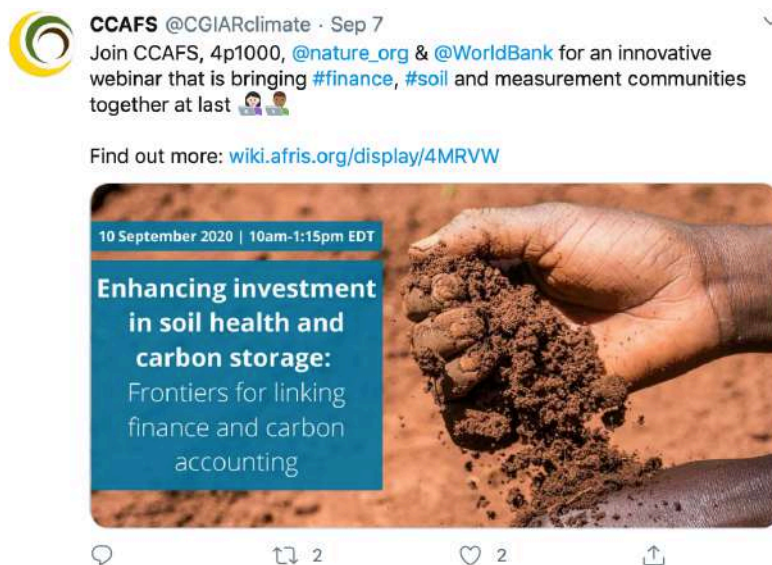 CCAFS @CGIARclimate · Sep 7
Join CCAFS, 4p1000, @nature_org & @WorldBank for an innovative
webinar that is bringing #finance, #soil and measurement communities
together at last 👩🏻‍💻👨🏾‍💻
Find out more: wiki.afris.org/display/4MRVW
10 September 2020 | 10am-1:15pm EDT
Enhancing investment
in soil health and
carbon storage:
Frontiers for linking
finance and carbon
accounting
2
2